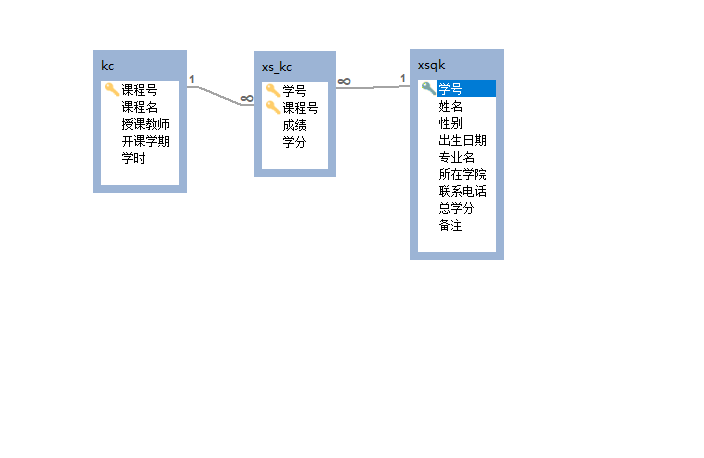 kc
课程号
课程名
授课教师
开课学期
学时
1
∞
xs_kc
学号
课程号
成绩
学分
∞
1
xsqk
学号
姓名
性别
出生日期
专业名
所在学院
联系电话
总学分
备注